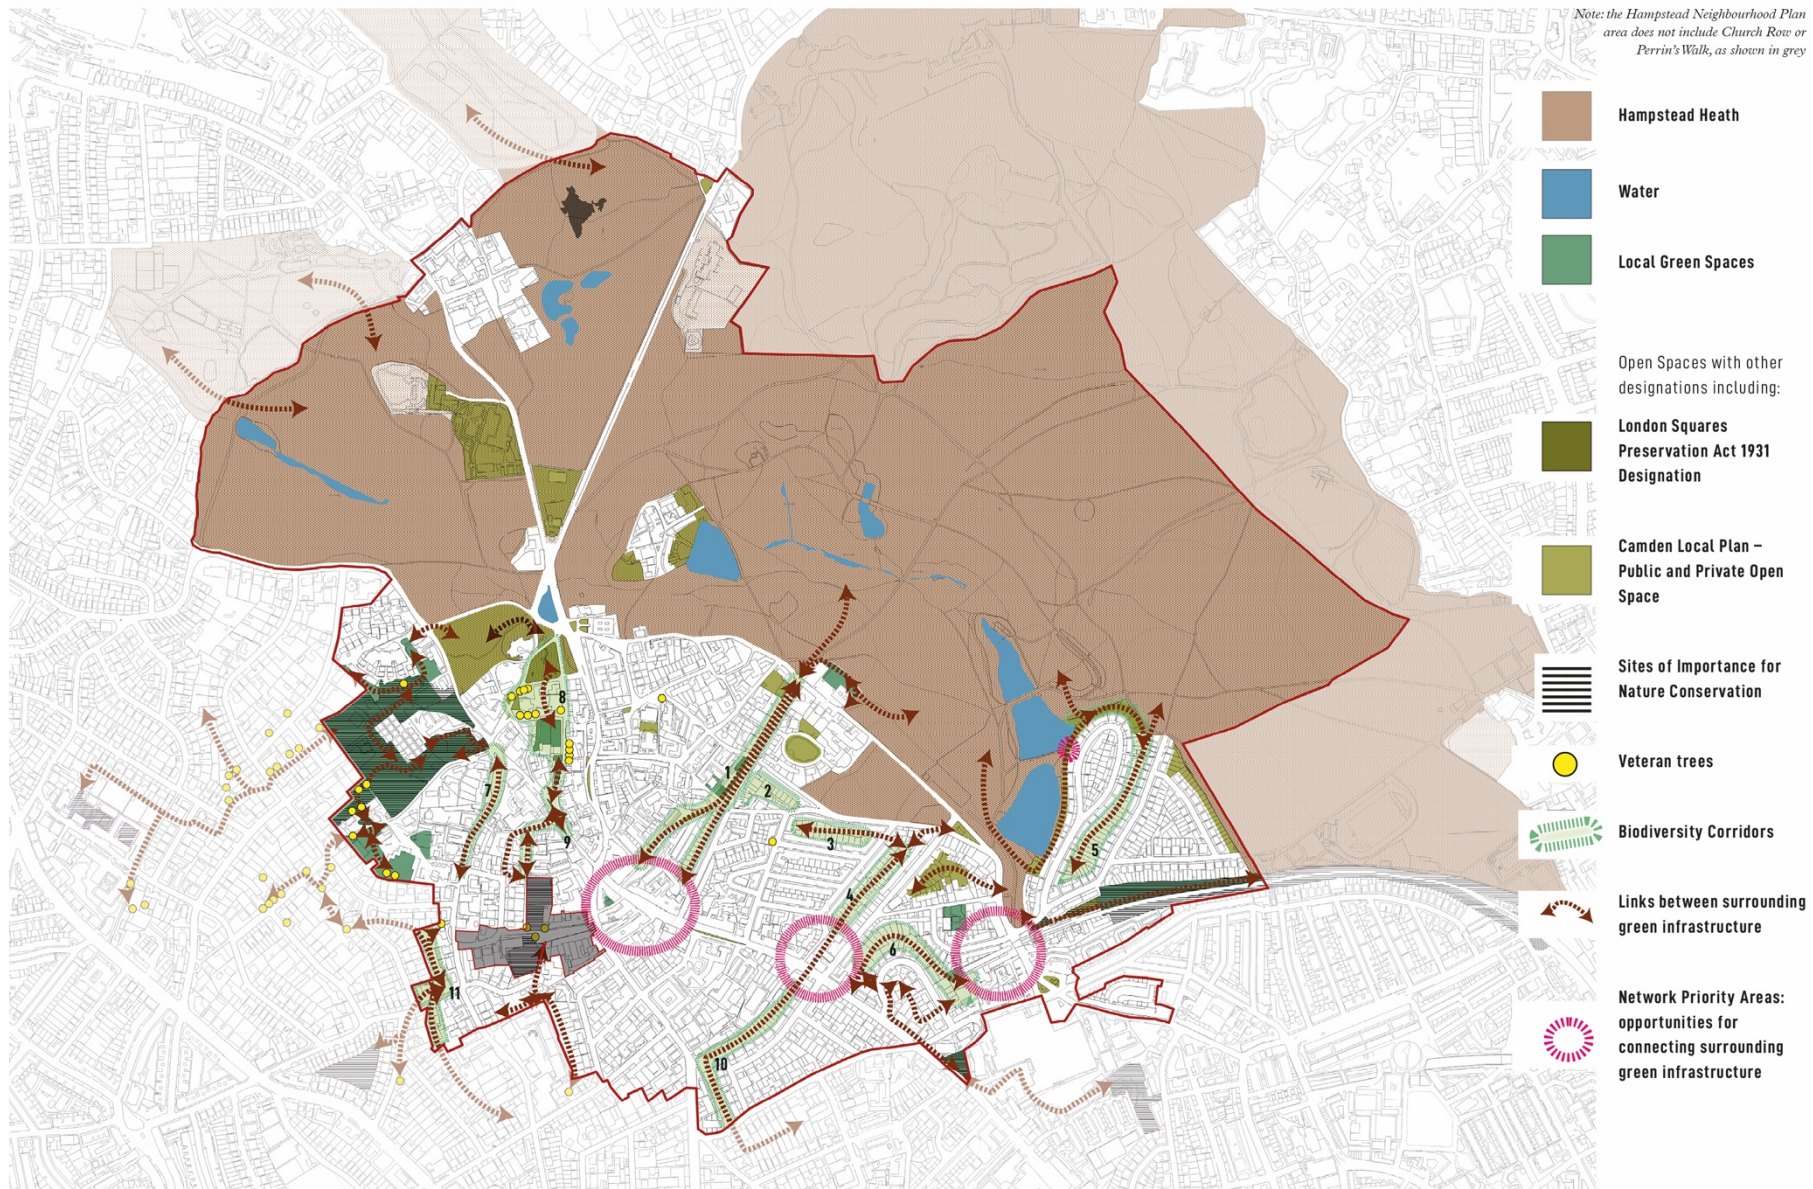 Note: the Hampstead Neighbourhood Plan
area does not include Church Row or
Perrin's Walk, as shown in grey
Hampstead Heath
Water
Local Green Spaces
Open Spaces with other
designations including:
London Squares
Preservation Act 1931
Designation
Camden Local Plan –
Public and Private Open
Space
Sites of Importance for
Nature Conservation
Veteran trees
Biodiversity Corridors
Links between surrounding
green infrastructure
Network Priority Areas:
opportunities for
connecting surrounding
green infrastructure
8
1
2
7
3
9
5
4
6
11
10